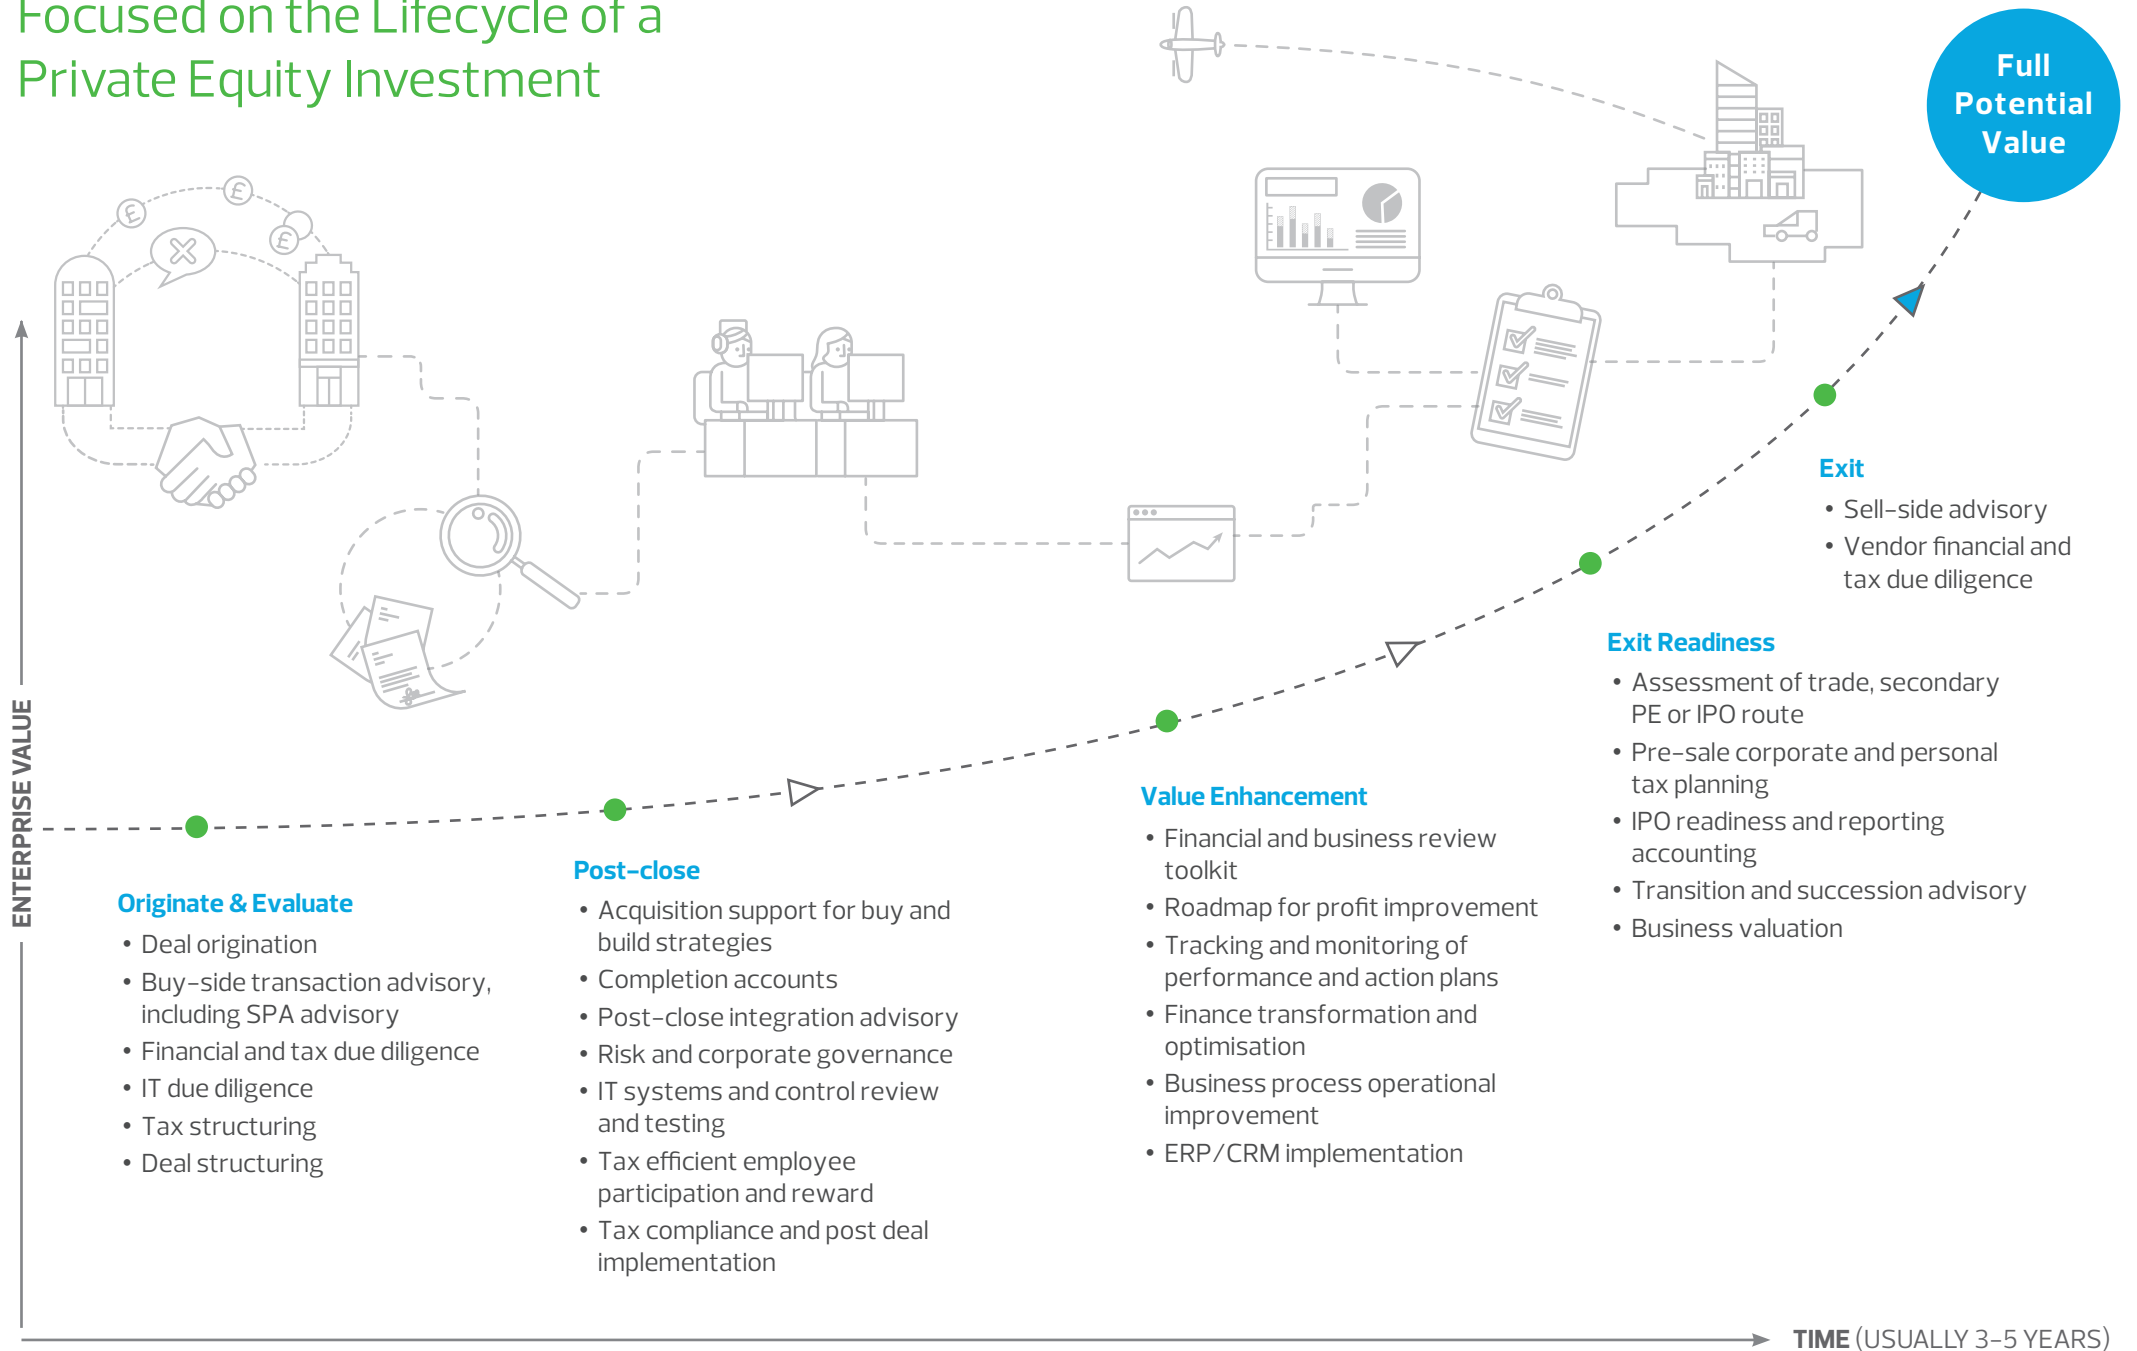 Focused on the Lifecycle of a
Private Equity Investment
Full
Potential
Value
£
£
£
ENTERPRISE VALUE
Originate & Evaluate
• Deal origination
• Buy-side transaction advisory,
including SPA advisory
• Financial and tax due diligence
• IT due diligence
• Tax structuring
• Deal structuring
Post-close
• Acquisition support for buy and
build strategies
• Completion accounts
• Post-close integration advisory
• Risk and corporate governance
• IT systems and control review
and testing
• Tax efficient employee
participation and reward
• Tax compliance and post deal
implementation
Value Enhancement
• Financial and business review
toolkit
• Roadmap for profit improvement
• Tracking and monitoring of
performance and action plans
• Finance transformation and
optimisation
• Business process operational
improvement
• ERP/CRM implementation
Exit Readiness
• Assessment of trade, secondary
PE or IPO route
• Pre-sale corporate and personal
tax planning
• IPO readiness and reporting
accounting
• Transition and succession advisory
• Business valuation
Exit
• Sell-side advisory
• Vendor financial and
tax due diligence
TIME (USUALLY 3-5 YEARS)